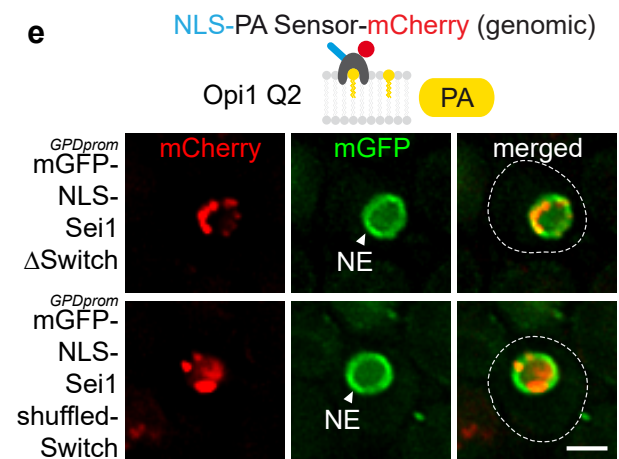 e
NLS-PA Sensor-mCherry (genomic)
Opi1 Q2
PA
mCherry
mGFP
merged
GPDprom
mGFP-
NLS-
Sei1
ΔSwitch
NE
GPDprom
mGFP-
NLS-
Sei1
shuffled-
Switch
NE